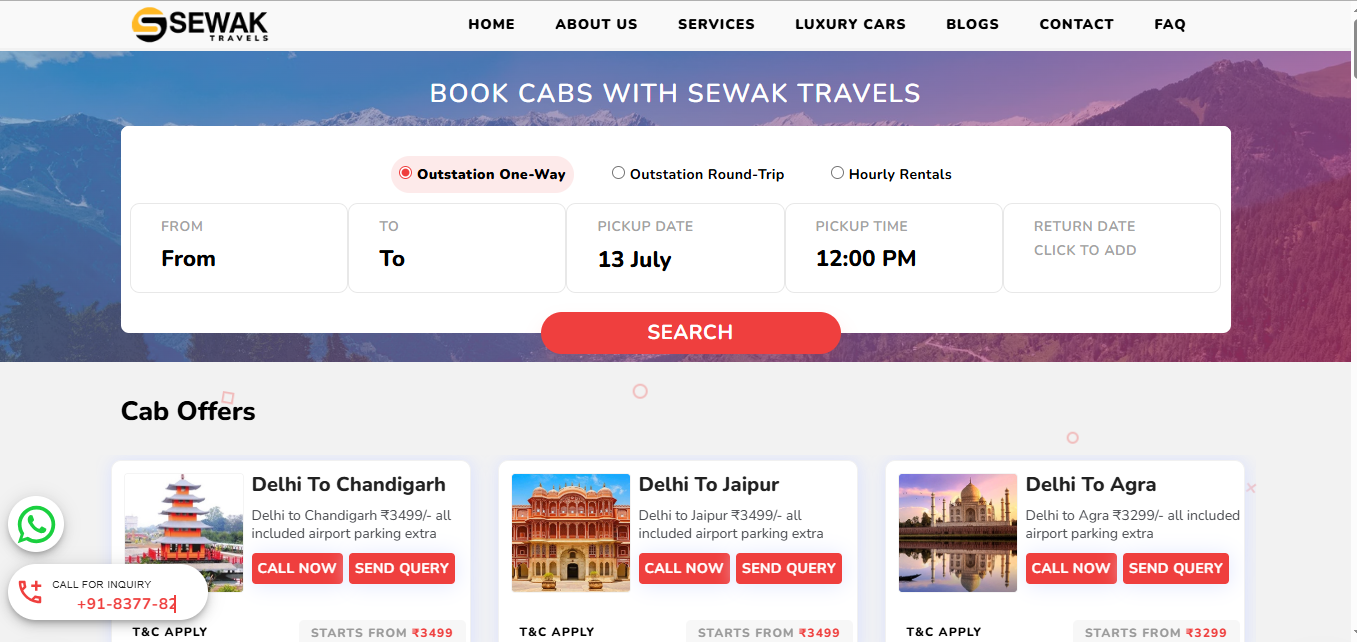 SEWAK
TRAVELS
HOME
ABOUT US
SERVICES
LUXURY CARS
BLOGS
CONTACT
FAQ
BOOK CABS WITH SEWAK TRAVELS
Outstation One-Way
Outstation Round-Trip
Hourly Rentals
FROM
From
TO
To
PICKUP DATE
13 July
PICKUP TIME
12:00 PM
RETURN DATE
CLICK TO ADD
SEARCH
Cab Offers
Delhi To Chandigarh
Delhi to Chandigarh ₹3499/- all
included airport parking extra
CALL NOW
SEND QUERY
T&C APPLY
STARTS FROM ₹3499
Delhi To Jaipur
Delhi to Jaipur ₹3499/- all
included airport parking extra
CALL NOW
SEND QUERY
T&C APPLY
STARTS FROM ₹3499
Delhi To Agra
Delhi to Agra ₹3299/- all included
airport parking extra
CALL NOW
SEND QUERY
T&C APPLY
STARTS FROM ₹3299
CALL FOR INQUIRY
+91-8377-82